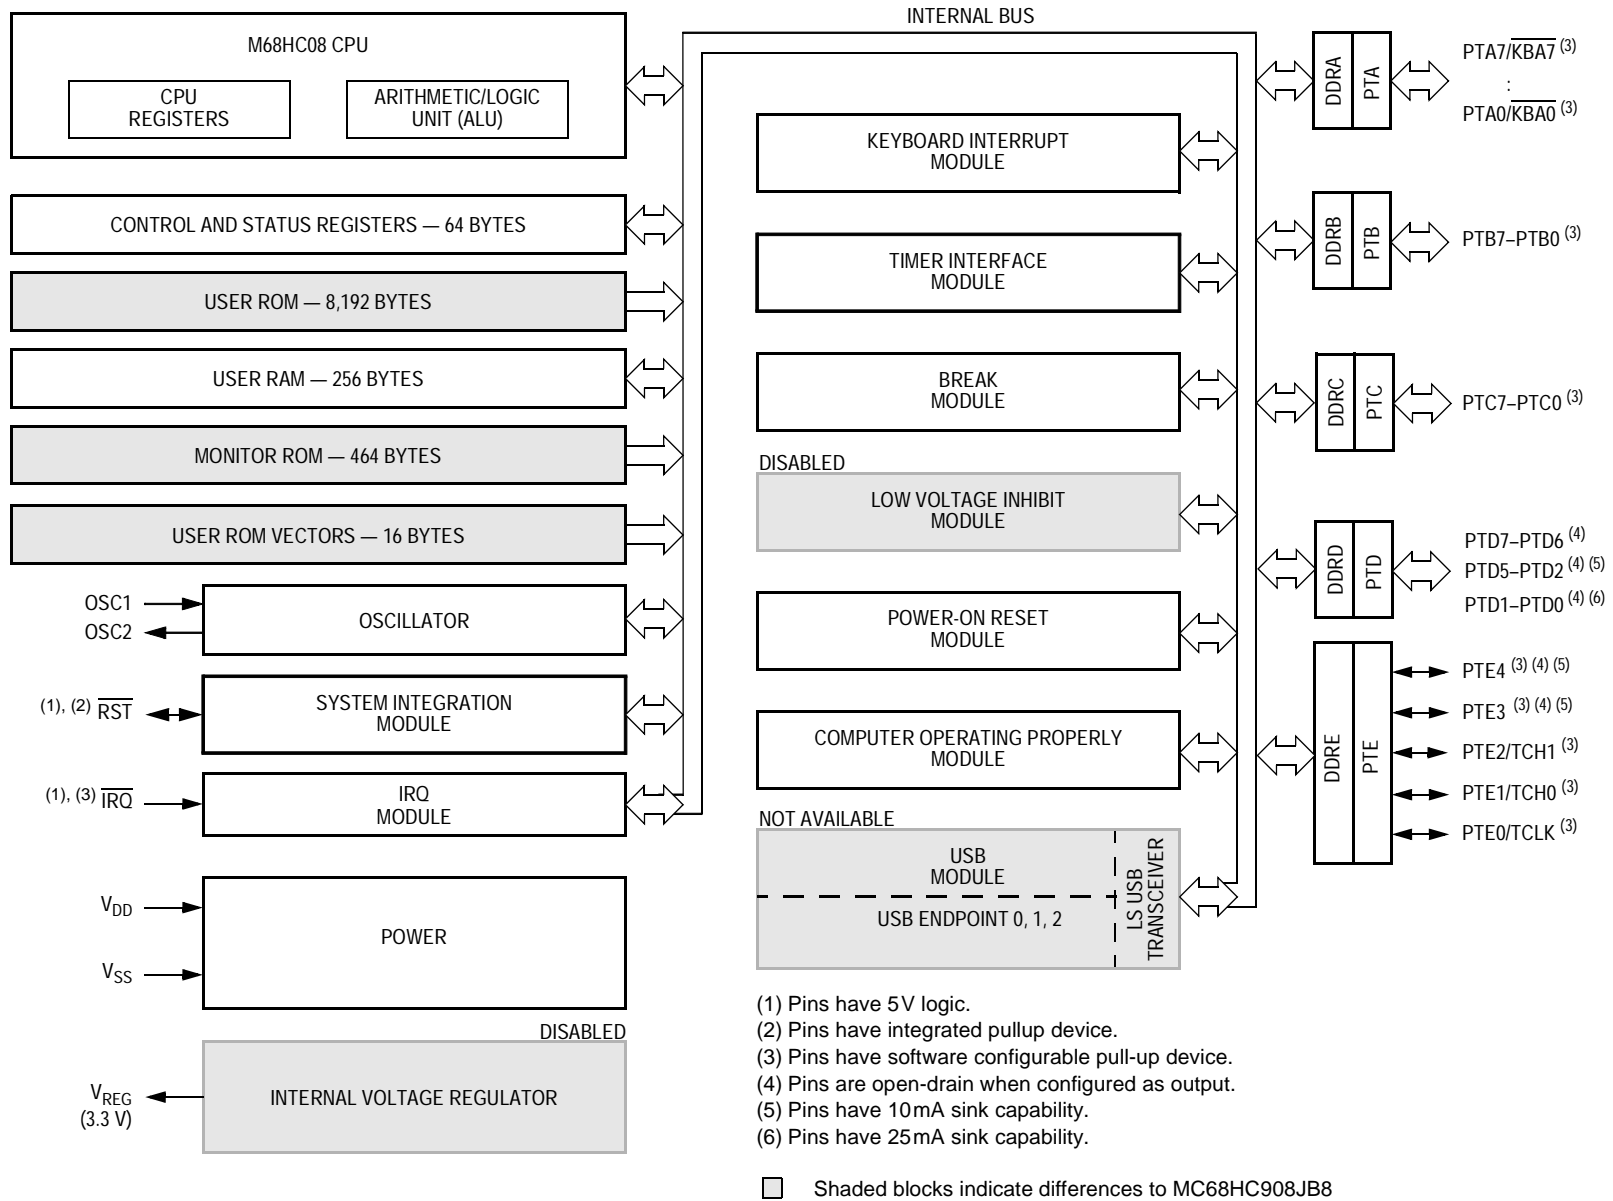 INTERNAL BUS
M68HC08 CPU
CPU
REGISTERS
ARITHMETIC/LOGIC
UNIT (ALU)
CONTROL AND STATUS REGISTERS — 64 BYTES
USER ROM — 8,192 BYTES
USER RAM — 256 BYTES
MONITOR ROM — 464 BYTES
USER ROM VECTORS — 16 BYTES
OSC1
OSC2
OSCILLATOR
(1), (2) RST
SYSTEM INTEGRATION
MODULE
(1), (3) IRQ
IRQ
MODULE
VDD
VSS
POWER
DISABLED
VREG
(3.3 V)
INTERNAL VOLTAGE REGULATOR
KEYBOARD INTERRUPT
MODULE
TIMER INTERFACE
MODULE
BREAK
MODULE
DISABLED
LOW VOLTAGE INHIBIT
MODULE
POWER-ON RESET
MODULE
COMPUTER OPERATING PROPERLY
MODULE
NOT AVAILABLE
USB
MODULE
USB ENDPOINT 0, 1, 2
LS USB
TRANSCEIVER
DDRA
PTA
PTA7/KBA7 (3)
:
PTA0/KBA0 (3)
DDRB
PTB
PTB7–PTB0 (3)
DDRC
PTC
PTC7–PTC0 (3)
DDRD
PTD
PTD7–PTD6 (4)
PTD5–PTD2 (4) (5)
PTD1–PTD0 (4) (6)
DDRE
PTE
PTE4 (3) (4) (5)
PTE3 (3) (4) (5)
PTE2/TCH1 (3)
PTE1/TCH0 (3)
PTE0/TCLK (3)
(1) Pins have 5V logic.
(2) Pins have integrated pullup device.
(3) Pins have software configurable pull-up device.
(4) Pins are open-drain when configured as output.
(5) Pins have 10mA sink capability.
(6) Pins have 25mA sink capability.
Shaded blocks indicate differences to MC68HC908JB8